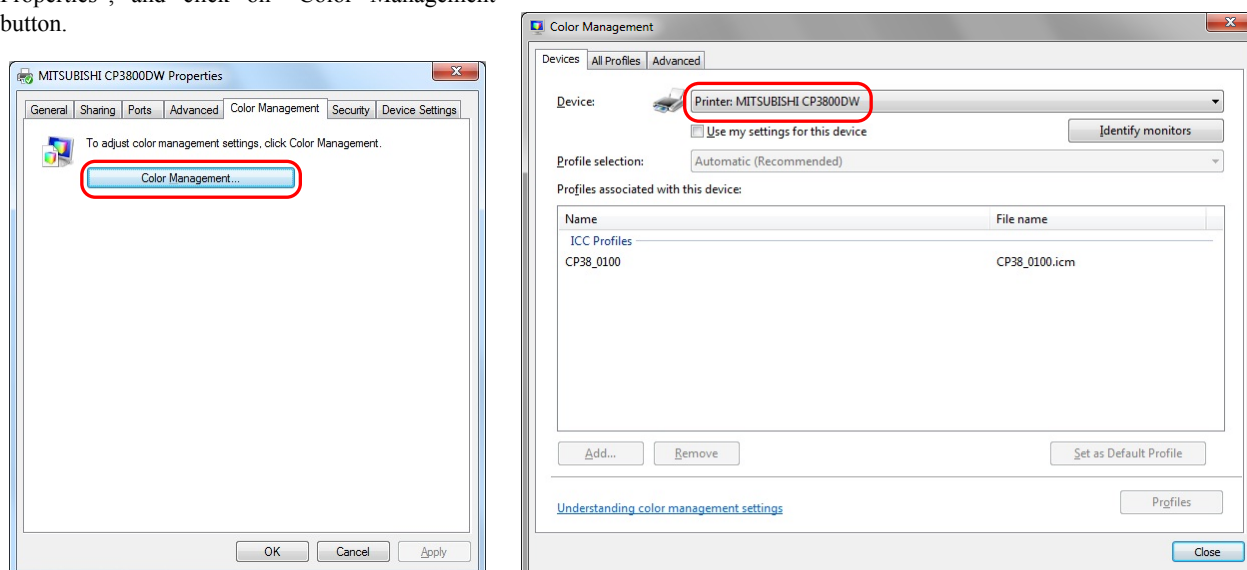 Properties", and click on "Color Management"
button.
MITSUBISHI CP3800DW Properties
General Sharing Ports Advanced Color Management Security Device Settings
To adjust color management settings, click Color Management.
Color Management...
OK Cancel Apply
Color Management
Devices All Profiles Advanced
Device: Printer: MITSUBISHI CP3800DW
Use my settings for this device Identify monitors
Profile selection: Automatic (Recommended)
Profiles associated with this device:
Name File name
ICC Profiles
CP38_0100 CP38_0100.icm
Add... Remove Set as Default Profile
Understanding color management settings Profiles
Close